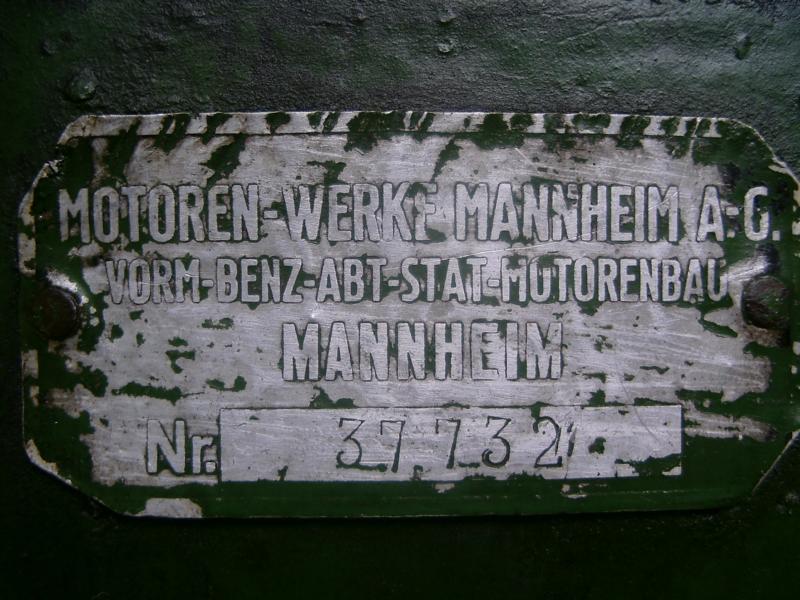 MOTOREN-WERKE MANNHEIM A-G.
VORM-BENZ-ABT-STAT-MOTORENBAU
MANNHEIM
Nr. 37732